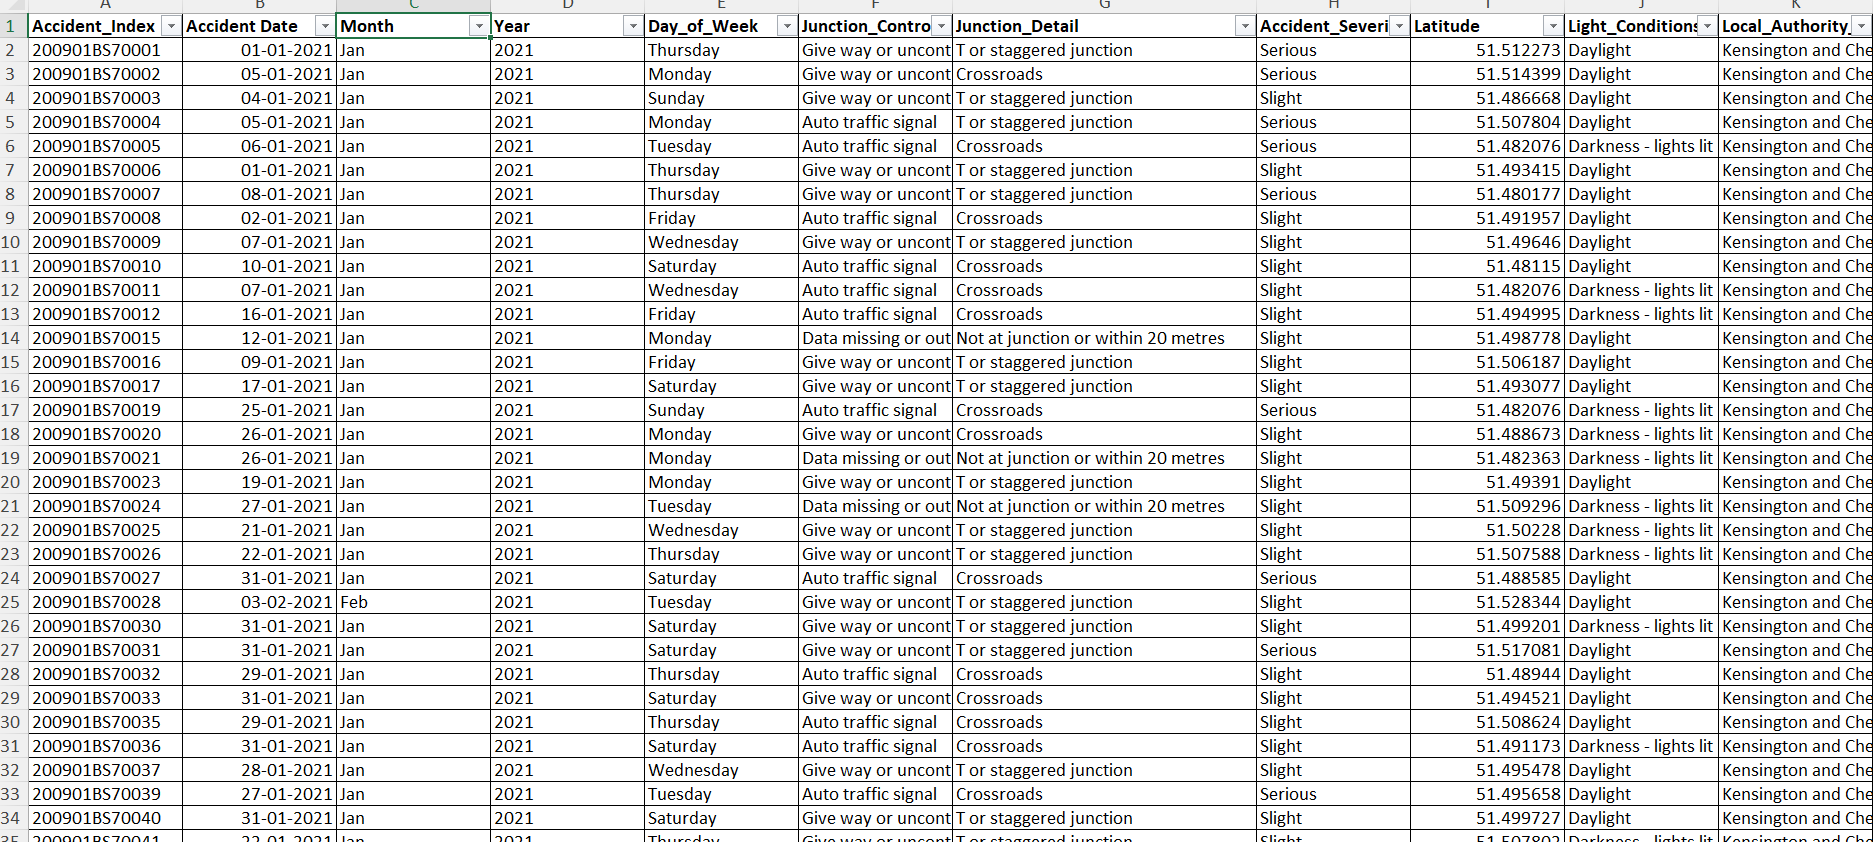 A B C D E F G H I J K
1 Accident_Index Accident Date Month Year Day_of_Week Junction_Contro Junction_Detail Accident_Severi Latitude Light_Conditions Local_Authority_
2 200901BS70001 01-01-2021 Jan 2021 Thursday Give way or uncont T or staggered junction Serious 51.512273 Daylight Kensington and Che
3 200901BS70002 05-01-2021 Jan 2021 Monday Give way or uncont Crossroads Serious 51.514399 Daylight Kensington and Che
4 200901BS70003 04-01-2021 Jan 2021 Sunday Give way or uncont T or staggered junction Slight 51.486668 Daylight Kensington and Che
5 200901BS70004 05-01-2021 Jan 2021 Monday Auto traffic signal T or staggered junction Serious 51.507804 Daylight Kensington and Che
6 200901BS70005 06-01-2021 Jan 2021 Tuesday Auto traffic signal Crossroads Serious 51.482076 Darkness - lights lit Kensington and Che
7 200901BS70006 01-01-2021 Jan 2021 Thursday Give way or uncont T or staggered junction Slight 51.493415 Daylight Kensington and Che
8 200901BS70007 08-01-2021 Jan 2021 Thursday Give way or uncont T or staggered junction Serious 51.480177 Daylight Kensington and Che
9 200901BS70008 02-01-2021 Jan 2021 Friday Auto traffic signal Crossroads Slight 51.491957 Daylight Kensington and Che
10 200901BS70009 07-01-2021 Jan 2021 Wednesday Give way or uncont T or staggered junction Slight 51.49646 Daylight Kensington and Che
11 200901BS70010 10-01-2021 Jan 2021 Saturday Auto traffic signal Crossroads Slight 51.48115 Daylight Kensington and Che
12 200901BS70011 07-01-2021 Jan 2021 Wednesday Auto traffic signal Crossroads Slight 51.482076 Darkness - lights lit Kensington and Che
13 200901BS70012 16-01-2021 Jan 2021 Friday Auto traffic signal Crossroads Slight 51.494995 Darkness - lights lit Kensington and Che
14 200901BS70015 12-01-2021 Jan 2021 Monday Data missing or out Not at junction or within 20 metres Slight 51.498778 Daylight Kensington and Che
15 200901BS70016 09-01-2021 Jan 2021 Friday Give way or uncont T or staggered junction Slight 51.506187 Daylight Kensington and Che
16 200901BS70017 17-01-2021 Jan 2021 Saturday Give way or uncont T or staggered junction Slight 51.493077 Daylight Kensington and Che
17 200901BS70019 25-01-2021 Jan 2021 Sunday Auto traffic signal Crossroads Serious 51.482076 Darkness - lights lit Kensington and Che
18 200901BS70020 26-01-2021 Jan 2021 Monday Give way or uncont Crossroads Slight 51.488673 Darkness - lights lit Kensington and Che
19 200901BS70021 26-01-2021 Jan 2021 Monday Data missing or out Not at junction or within 20 metres Slight 51.482363 Darkness - lights lit Kensington and Che
20 200901BS70023 19-01-2021 Jan 2021 Monday Give way or uncont T or staggered junction Slight 51.49391 Daylight Kensington and Che
21 200901BS70024 27-01-2021 Jan 2021 Tuesday Data missing or out Not at junction or within 20 metres Slight 51.509296 Darkness - lights lit Kensington and Che
22 200901BS70025 21-01-2021 Jan 2021 Wednesday Give way or uncont T or staggered junction Slight 51.50228 Darkness - lights lit Kensington and Che
23 200901BS70026 22-01-2021 Jan 2021 Thursday Give way or uncont T or staggered junction Slight 51.507588 Darkness - lights lit Kensington and Che
24 200901BS70027 31-01-2021 Jan 2021 Saturday Auto traffic signal Crossroads Serious 51.488585 Daylight Kensington and Che
25 200901BS70028 03-02-2021 Feb 2021 Tuesday Give way or uncont T or staggered junction Slight 51.528344 Daylight Kensington and Che
26 200901BS70030 31-01-2021 Jan 2021 Saturday Give way or uncont T or staggered junction Slight 51.499201 Darkness - lights lit Kensington and Che
27 200901BS70031 31-01-2021 Jan 2021 Saturday Give way or uncont T or staggered junction Serious 51.517081 Daylight Kensington and Che
28 200901BS70032 29-01-2021 Jan 2021 Thursday Auto traffic signal Crossroads Slight 51.48944 Daylight Kensington and Che
29 200901BS70033 31-01-2021 Jan 2021 Saturday Give way or uncont Crossroads Slight 51.494521 Daylight Kensington and Che
30 200901BS70035 29-01-2021 Jan 2021 Thursday Auto traffic signal Crossroads Slight 51.508624 Daylight Kensington and Che
31 200901BS70036 31-01-2021 Jan 2021 Saturday Auto traffic signal Crossroads Slight 51.491173 Darkness - lights lit Kensington and Che
32 200901BS70037 28-01-2021 Jan 2021 Wednesday Give way or uncont T or staggered junction Slight 51.495478 Daylight Kensington and Che
33 200901BS70039 27-01-2021 Jan 2021 Tuesday Auto traffic signal Crossroads Serious 51.495658 Daylight Kensington and Che
34 200901BS70040 31-01-2021 Jan 2021 Saturday Give way or uncont T or staggered junction Slight 51.499727 Daylight Kensington and Che
35 200901BS70041 22-01-2021 Jan 2021 Thursday Give way or uncont T or staggered junction Slight 51.507802 Darkness - lights lit Kensington and Che